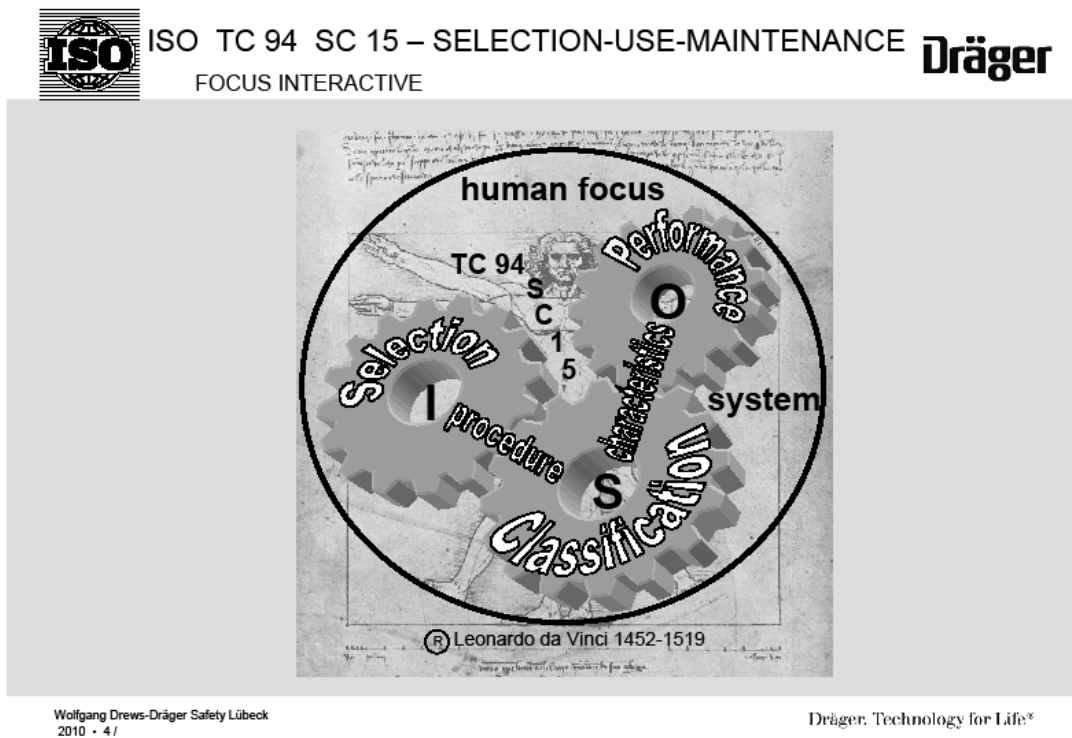 ISO
ISO TC 94 SC 15 – SELECTION-USE-MAINTENANCE
Dräger
FOCUS INTERACTIVE
human focus
Performance
TC 94
S
C
1
5
O
Selection
characteristics
I
system
procedure
S
Classification
® Leonardo da Vinci 1452-1519
Wolfgang Drews-Dräger Safety Lübeck
2010 • 4 /
Dräger. Technology for Life®